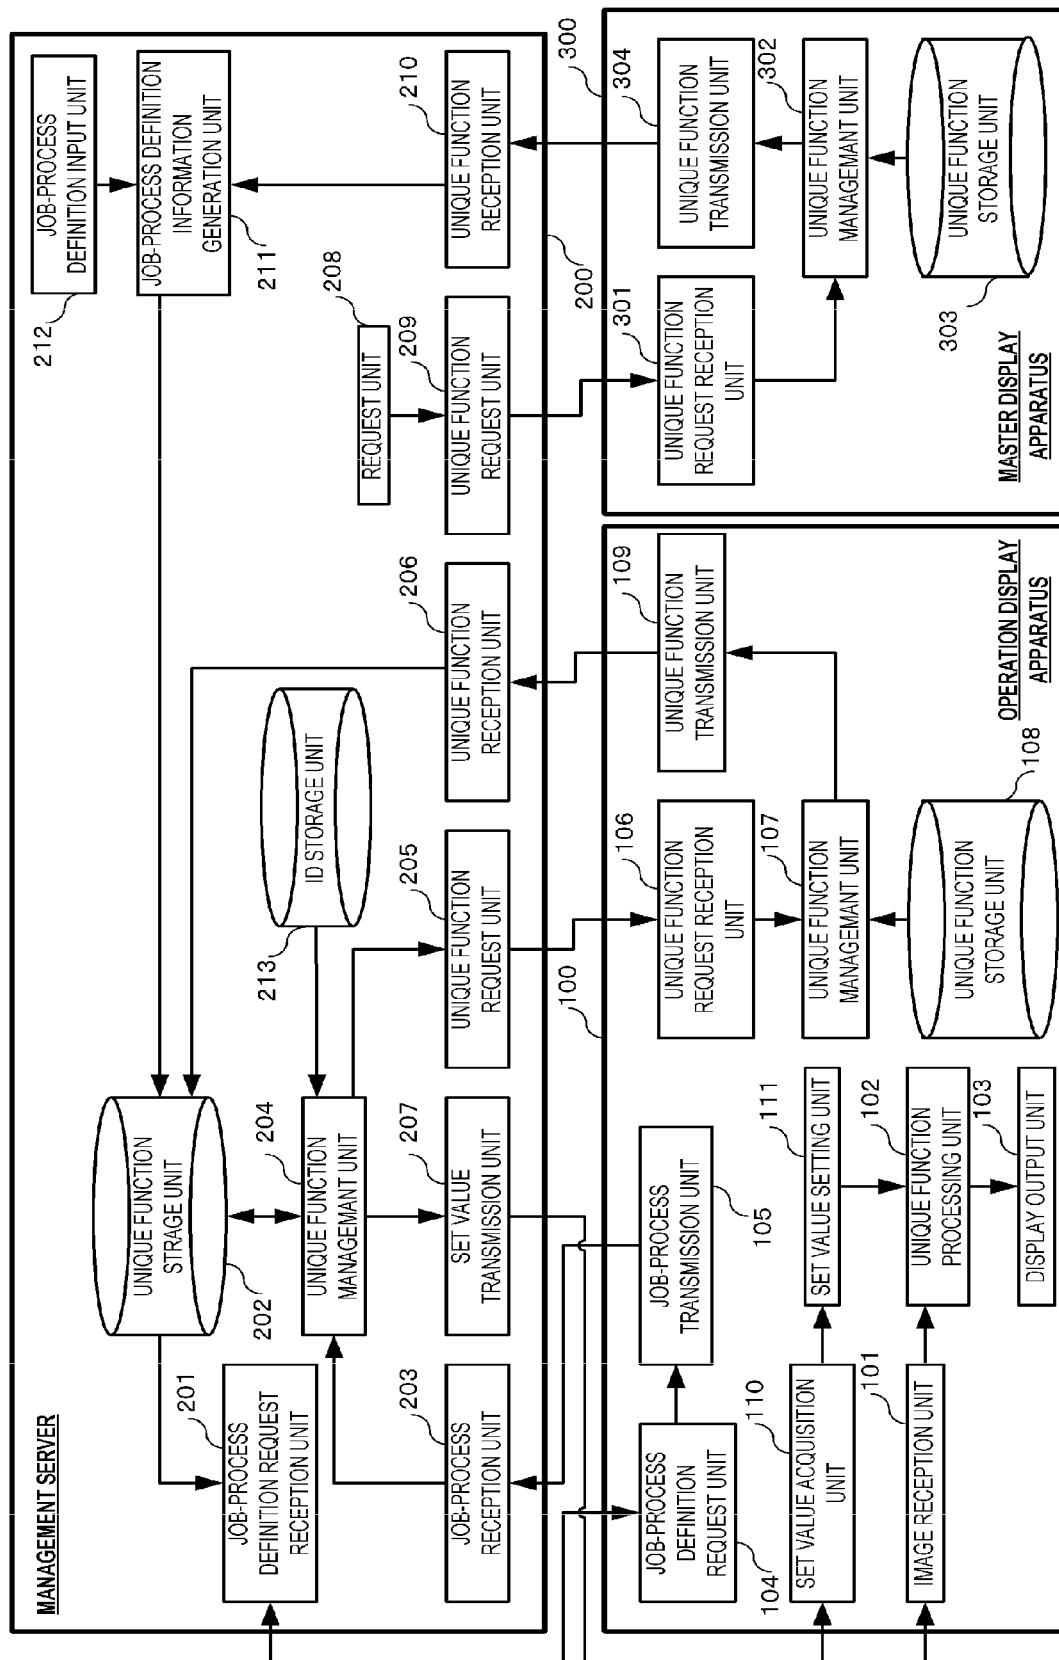 MANAGEMENT SERVER
JOB-PROCESS
DEFINITION REQUEST
RECEPTION UNIT
201
UNIQUE FUNCTION
STRAGE UNIT
202
JOB-PROCESS
RECEPTION UNIT
203
UNIQUE FUNCTION
MANAGEMANT UNIT
204
SET VALUE
TRANSMISSION UNIT
207
ID STORAGE UNIT
213
UNIQUE FUNCTION
REQUEST UNIT
205
UNIQUE FUNCTION
RECEPTION UNIT
206
REQUEST UNIT
208
UNIQUE FUNCTION
REQUEST UNIT
209
JOB-PROCESS
DEFINITION INPUT UNIT
212
JOB-PROCESS DEFINITION
INFORMATION
GENERATION UNIT
211
UNIQUE FUNCTION
RECEPTION UNIT
210
200
100
JOB-PROCESS
DEFINITION
REQUEST UNIT
104
JOB-PROCESS
TRANSMISSION UNIT
105
SET VALUE ACQUISITION
UNIT
110
SET VALUE SETTING UNIT
111
IMAGE RECEPTION UNIT
101
UNIQUE FUNCTION
PROCESSING UNIT
102
DISPLAY OUTPUT UNIT
103
UNIQUE FUNCTION
REQUEST RECEPTION
UNIT
106
UNIQUE FUNCTION
MANAGEMANT UNIT
107
UNIQUE FUNCTION
STORAGE UNIT
108
UNIQUE FUNCTION
TRANSMISSION UNIT
109
OPERATION DISPLAY
APPARATUS
300
UNIQUE FUNCTION
REQUEST RECEPTION
UNIT
301
UNIQUE FUNCTION
TRANSMISSION UNIT
304
UNIQUE FUNCTION
MANAGEMANT UNIT
302
UNIQUE FUNCTION
STORAGE UNIT
303
MASTER DISPLAY
APPARATUS